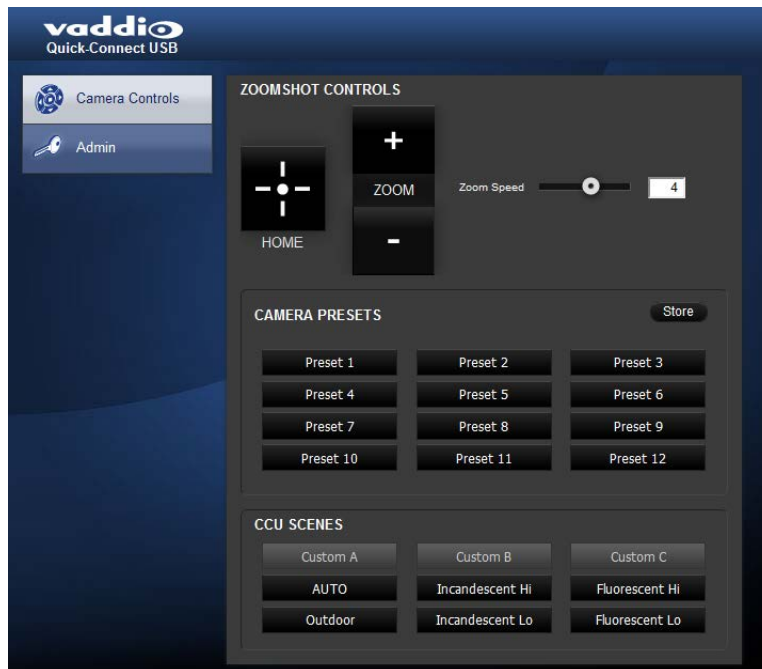 vaddio
Quick-Connect USB
Camera Controls
Admin
ZOOMSHOT CONTROLS
+
ZOOM
-
HOME
Zoom Speed
4
CAMERA PRESETS
Store
Preset 1 Preset 2 Preset 3
Preset 4 Preset 5 Preset 6
Preset 7 Preset 8 Preset 9
Preset 10 Preset 11 Preset 12
CCU SCENES
Custom A Custom B Custom C
AUTO Incandescent Hi Fluorescent Hi
Outdoor Incandescent Lo Fluorescent Lo